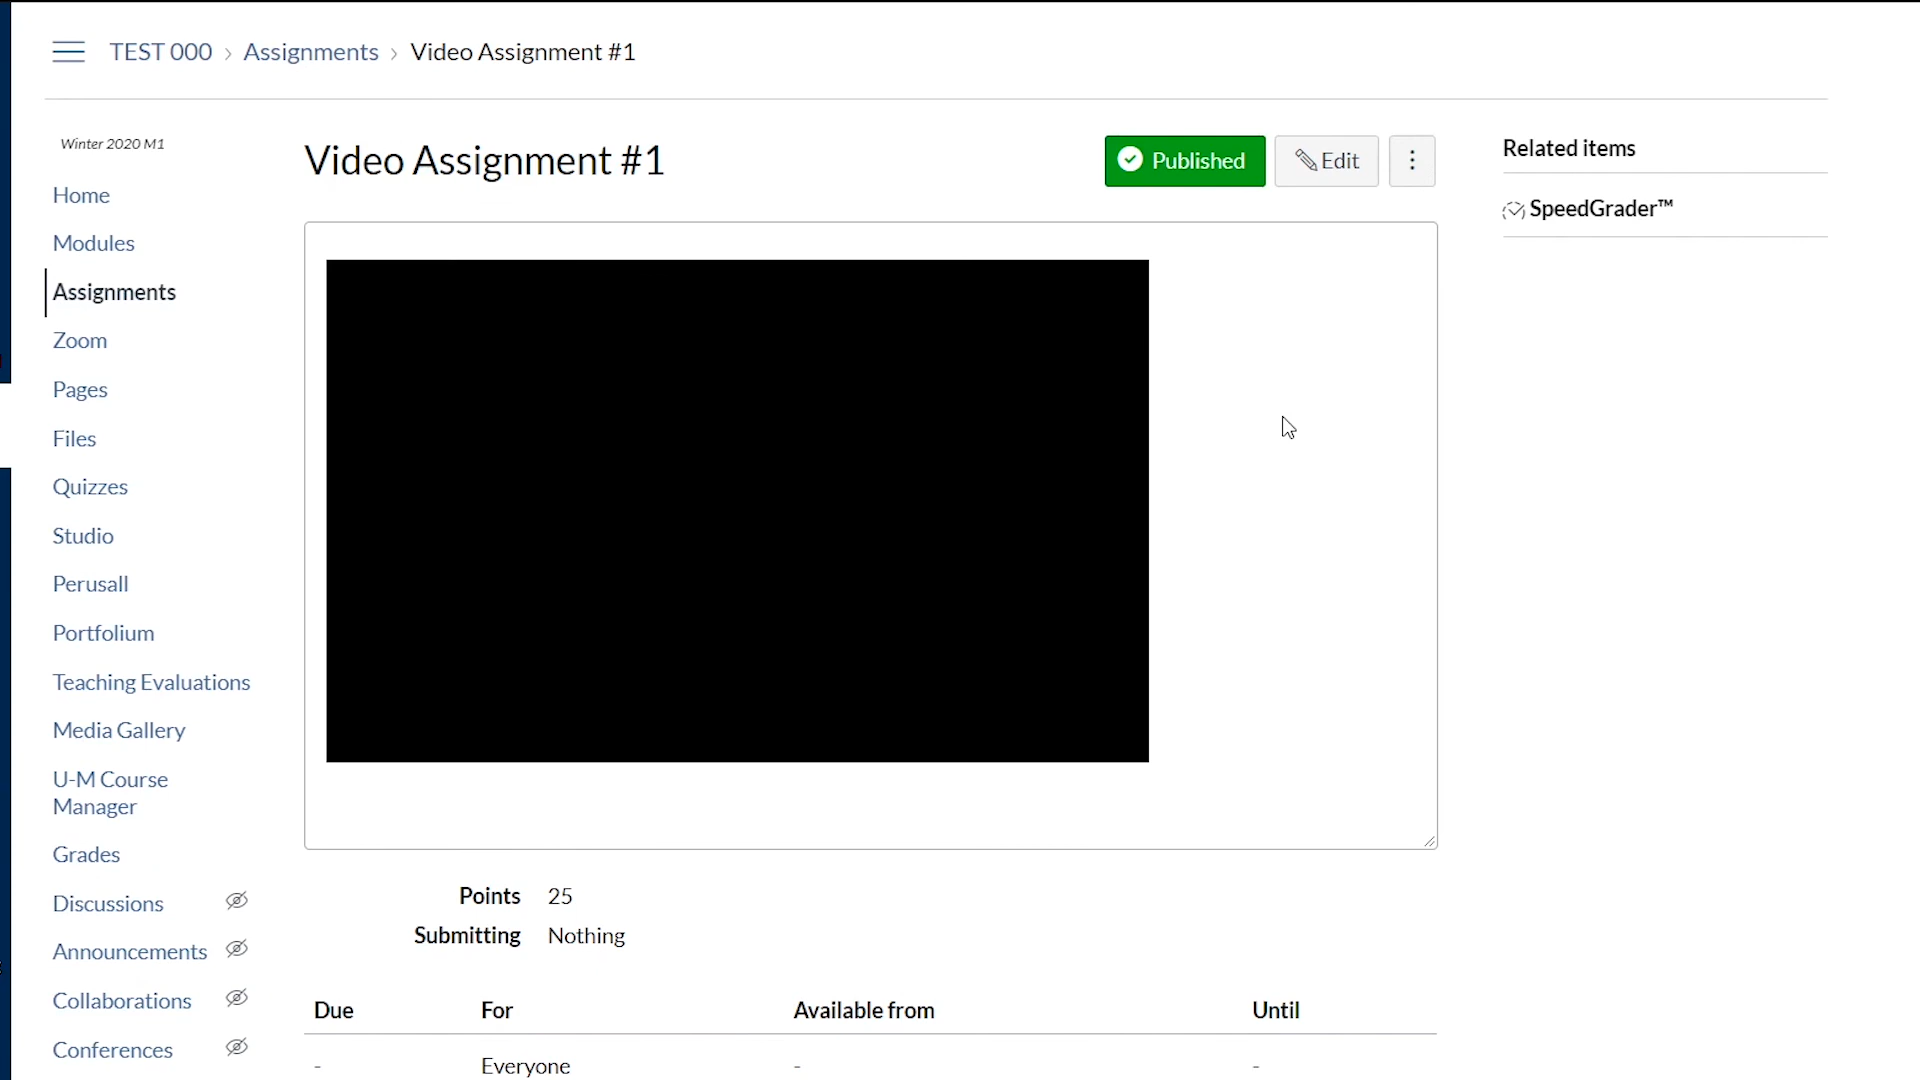 TEST 000 › Assignments › Video Assignment #1
Winter 2020 M1
Home
Modules
Assignments
Zoom
Pages
Files
Quizzes
Studio
Perusall
Portfolium
Teaching Evaluations
Media Gallery
U-M Course
Manager
Grades
Discussions
Announcements
Collaborations
Conferences
Video Assignment #1
Published
Edit
Points 25
Submitting Nothing
Due For Available from Until
- Everyone - -
Related items
SpeedGrader™